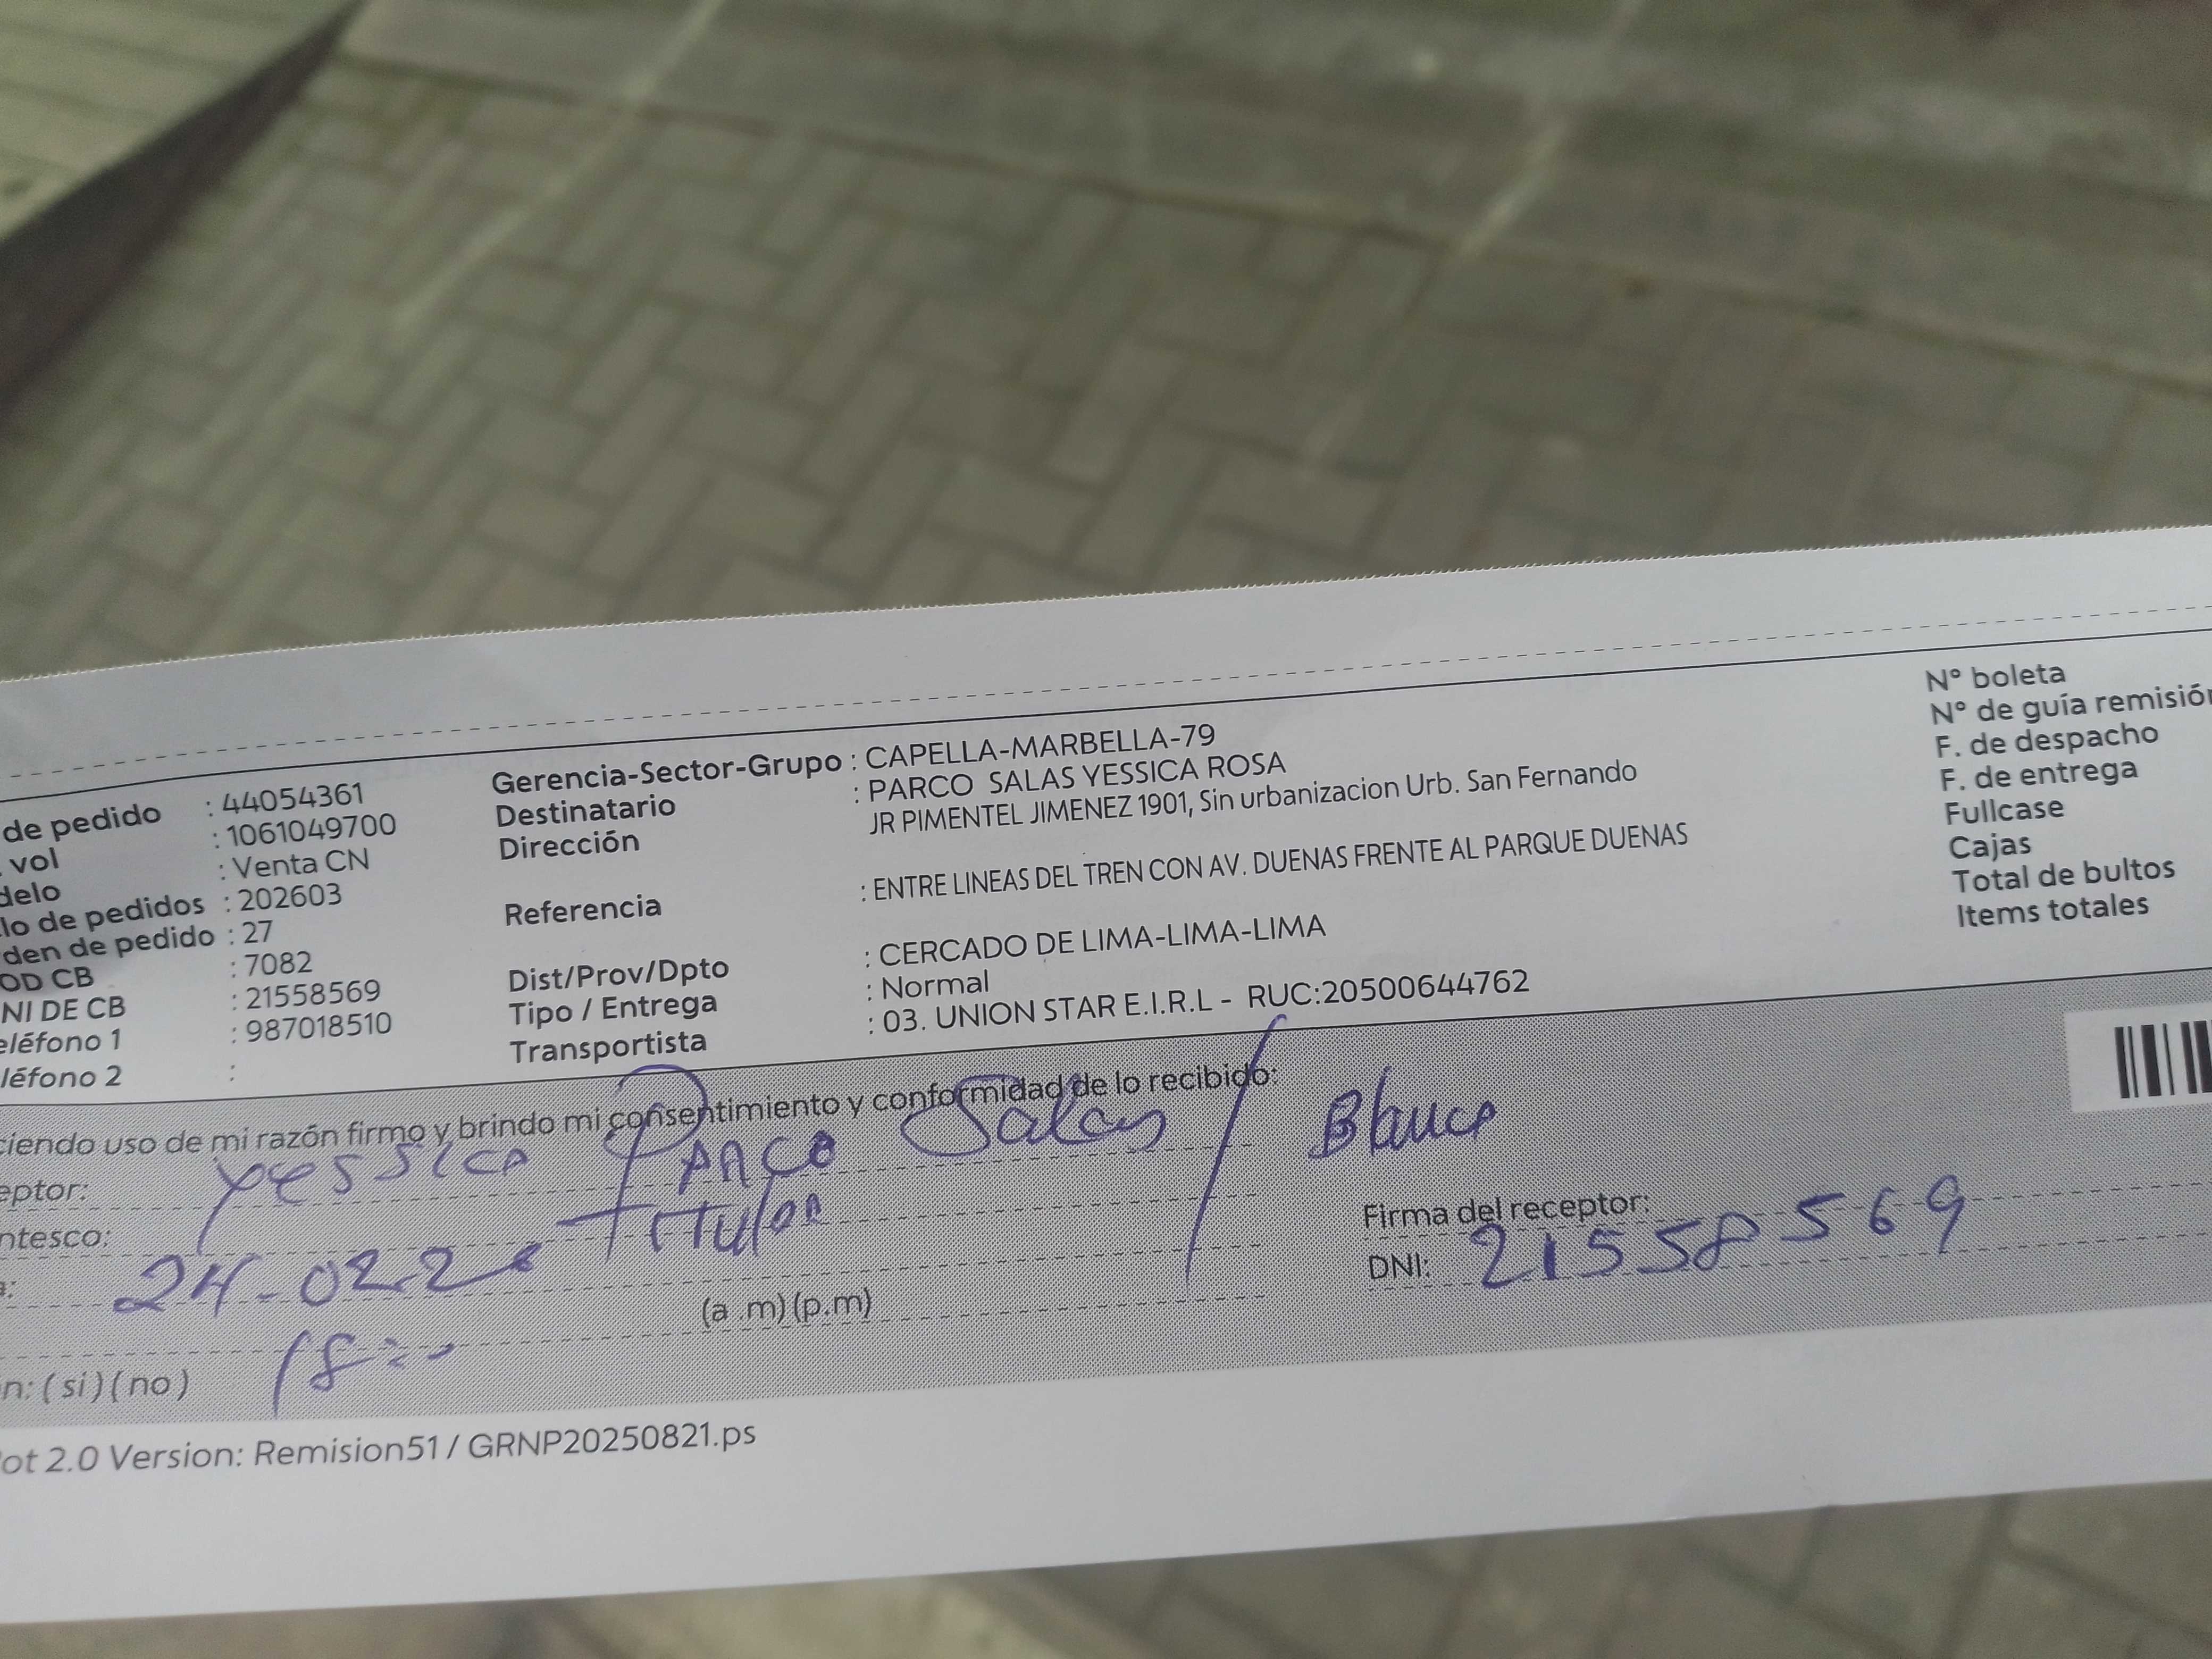 de pedido : 44054361
vol : 1061049700
delo : Venta CN
lo de pedidos : 202603
den de pedido : 27
OD CB : 7082
NI DE CB : 21558569
eléfono 1 : 987018510
léfono 2 :
Gerencia-Sector-Grupo : CAPELLA-MARBELLA-79
Destinatario : PARCO SALAS YESSICA ROSA
Dirección JR PIMENTEL JIMENEZ 1901, Sin urbanizacion Urb. San Fernando
Referencia : ENTRE LINEAS DEL TREN CON AV. DUENAS FRENTE AL PARQUE DUENAS
Dist/Prov/Dpto : CERCADO DE LIMA-LIMA-LIMA
Tipo / Entrega : Normal
Transportista : 03. UNION STAR E.I.R.L - RUC:20500644762
N° boleta
N° de guía remisión
F. de despacho
F. de entrega
Fullcase
Cajas
Total de bultos
Items totales
ciendo uso de mi razón firmo y brindo mi consentimiento y conformidad de lo recibido:
eptor: Yessica Parco Salas / Blanco
ntesco: Titular
a: 24-02-26
(a .m) (p.m)
n: ( si ) ( no )
Firma del receptor:
DNI: 21558569
ot 2.0 Version: Remision51 / GRNP20250821.ps